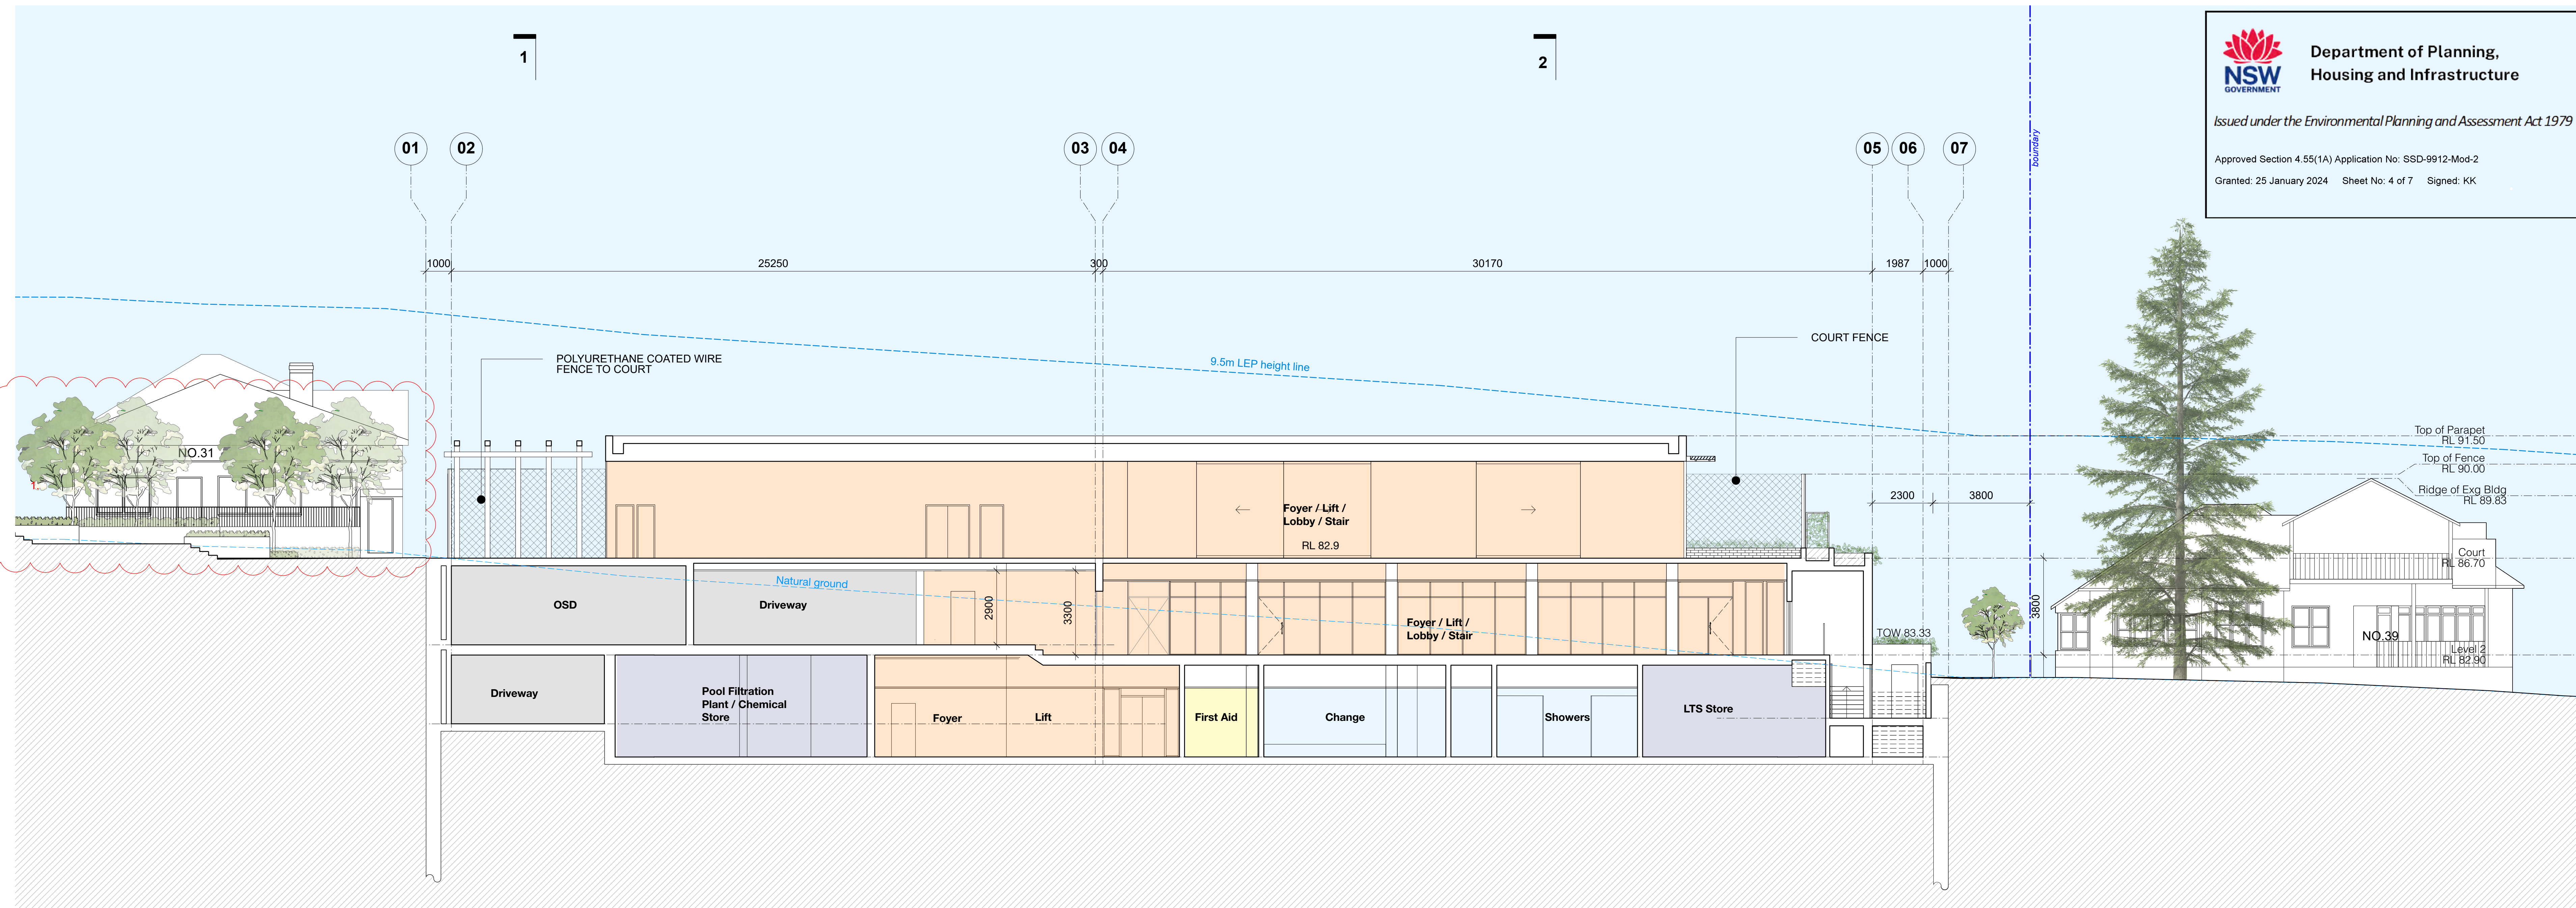 1
2
NSW
GOVERNMENT
Department of Planning,
Housing and Infrastructure
Issued under the Environmental Planning and Assessment Act 1979
Approved Section 4.55(1A) Application No: SSD-9912-Mod-2
Granted: 25 January 2024 Sheet No: 4 of 7 Signed: KK
boundary
01
02
03
04
05
06
07
1000
25250
300
30170
1987
1000
POLYURETHANE COATED WIRE
FENCE TO COURT
9.5m LEP height line
COURT FENCE
NO.31
Top of Parapet
RL 91.50
Top of Fence
RL 90.00
Ridge of Exg Bldg
RL 89.83
2300
3800
Foyer / Lift /
Lobby / Stair
RL 82.9
Court
RL 86.70
Natural ground
OSD
Driveway
2900
3300
Foyer / Lift /
Lobby / Stair
3800
TOW 83.33
NO.39
Level 2
RL 82.90
Driveway
Pool Filtration
Plant / Chemical
Store
Foyer
Lift
First Aid
Change
Showers
LTS Store